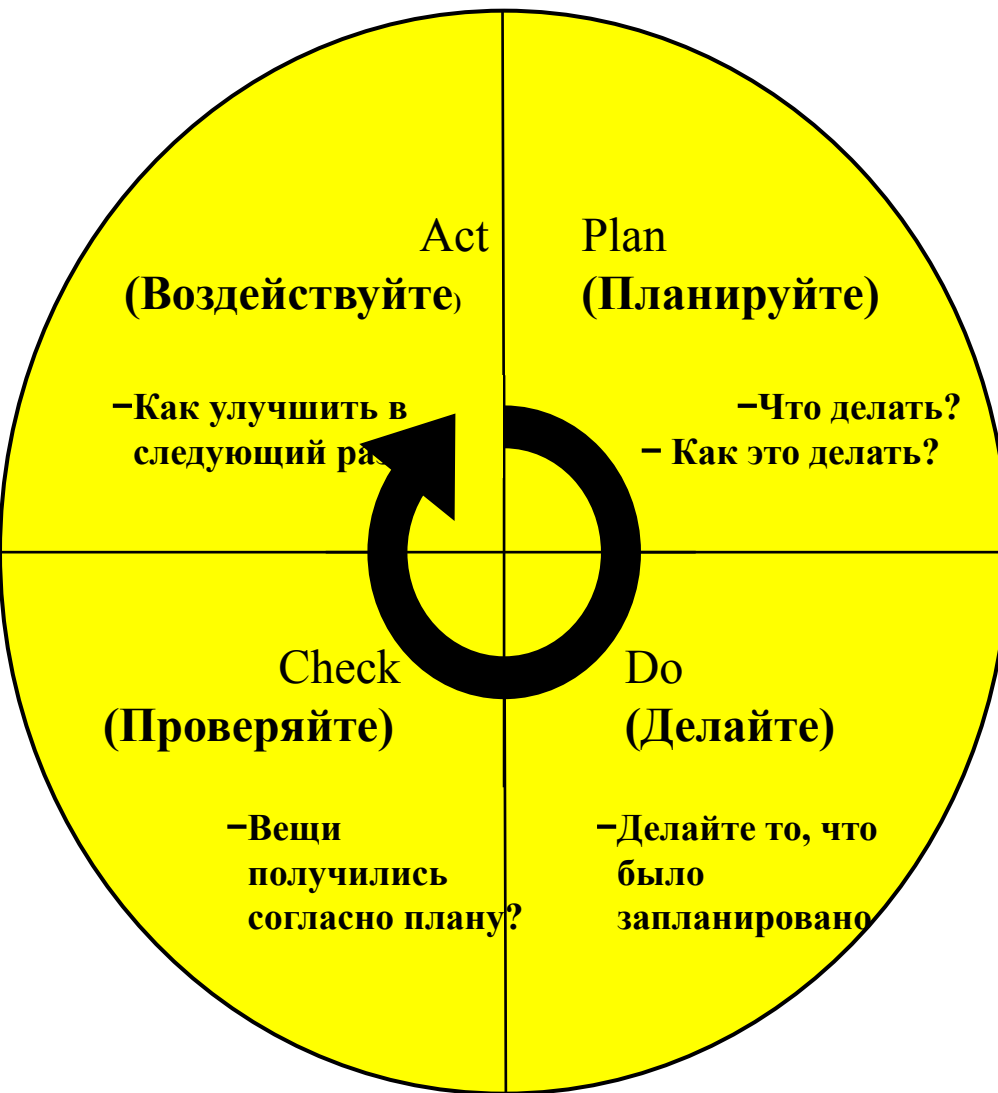 Act
(Воздействуйте)
–Как улучшить в
следующий раз
Plan
(Планируйте)
–Что делать?
– Как это делать?
Check
(Проверяйте)
–Вещи
получились
согласно плану?
Do
(Делайте)
–Делайте то, что
было
запланировано